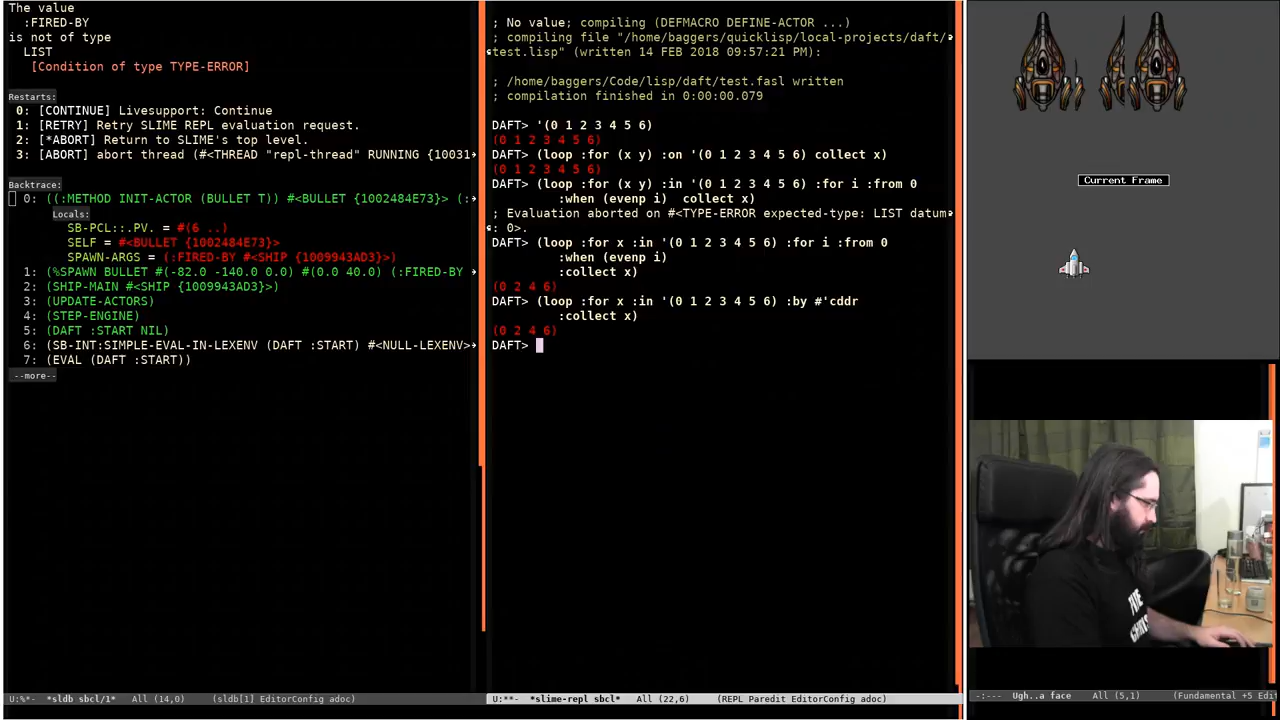 The value
:FIRED-BY
is not of type
LIST
[Condition of type TYPE-ERROR]
Restarts:
0: [CONTINUE] Livesupport: Continue
1: [RETRY] Retry SLIME REPL evaluation request.
2: [*ABORT] Return to SLIME's top level.
3: [ABORT] abort thread (#<THREAD "repl-thread" RUNNING {10031
Backtrace:
0: ((:METHOD INIT-ACTOR (BULLET T)) #<BULLET {1002484E73}> (:
Locals:
SB-PCL::.PV. = #(6 ..)
SELF = #<BULLET {1002484E73}>
SPAWN-ARGS = (:FIRED-BY #<SHIP {1009943AD3}>)
1: (%SPAWN BULLET #(-82.0 -140.0 0.0) #(0.0 40.0) (:FIRED-BY
2: (SHIP-MAIN #<SHIP {1009943AD3}>)
3: (UPDATE-ACTORS)
4: (STEP-ENGINE)
5: (DAFT :START NIL)
6: (SB-INT:SIMPLE-EVAL-IN-LEXENV (DAFT :START) #<NULL-LEXENV>
7: (EVAL (DAFT :START))
--more--
U:%*- *sldb sbcl/1* All (14,0) (sldb[1] EditorConfig adoc)
; No value; compiling (DEFMACRO DEFINE-ACTOR ...)
; compiling file "/home/baggers/quicklisp/local-projects/daft/
test.lisp" (written 14 FEB 2018 09:57:21 PM):
; /home/baggers/Code/lisp/daft/test.fasl written
; compilation finished in 0:00:00.079
DAFT> '(0 1 2 3 4 5 6)
(0 1 2 3 4 5 6)
DAFT> (loop :for (x y) :on '(0 1 2 3 4 5 6) collect x)
(0 1 2 3 4 5 6)
DAFT> (loop :for (x y) :in '(0 1 2 3 4 5 6) :for i :from 0
:when (evenp i) collect x)
; Evaluation aborted on #<TYPE-ERROR expected-type: LIST datum
: 0>.
DAFT> (loop :for x :in '(0 1 2 3 4 5 6) :for i :from 0
:when (evenp i)
:collect x)
(0 2 4 6)
DAFT> (loop :for x :in '(0 1 2 3 4 5 6) :by #'cddr
:collect x)
(0 2 4 6)
DAFT>
U:**- *slime-repl sbcl* All (22,6) (REPL Paredit EditorConfig adoc)
Current Frame
THE
-:--- Ugh..a face All (5,1) (Fundamental +5 Edit